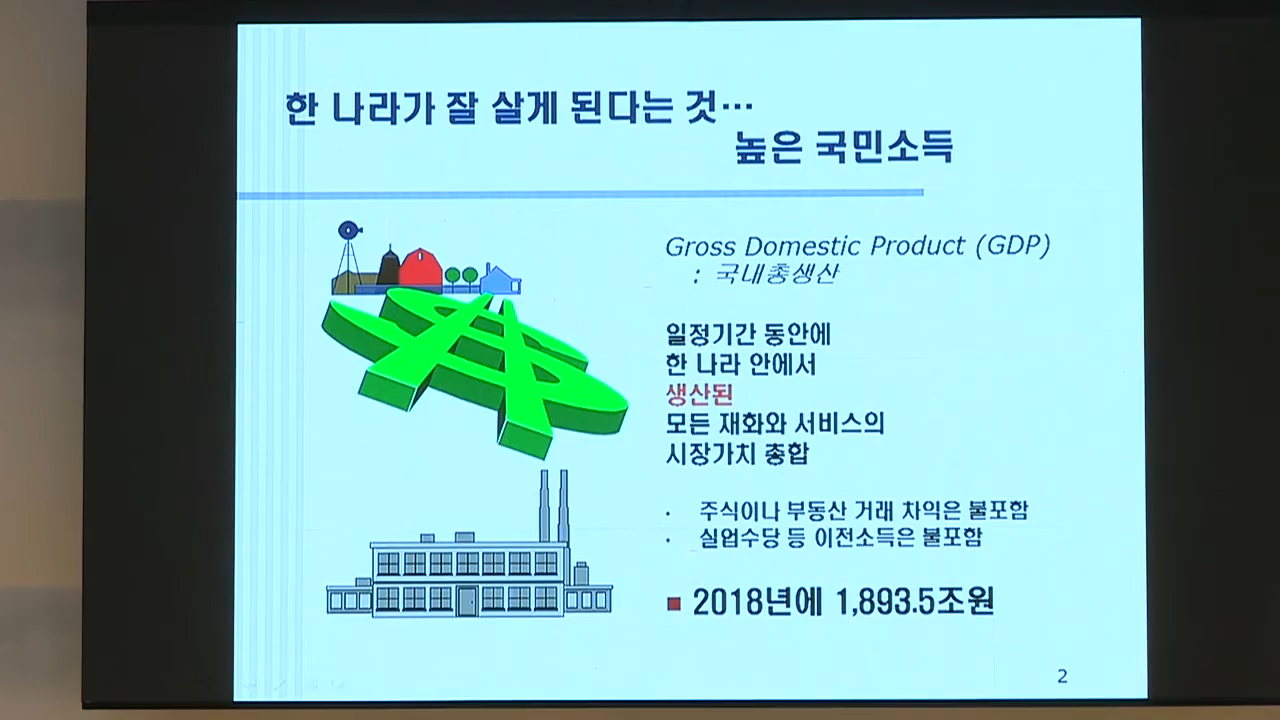 한 나라가 잘 살게 된다는 것…
높은 국민소득
Gross Domestic Product (GDP)
: 국내총생산
일정기간 동안에
한 나라 안에서
생산된
모든 재화와 서비스의
시장가치 총합
· 주식이나 부동산 거래 차익은 불포함
· 실업수당 등 이전소득은 불포함
■ 2018년에 1,893.5조원
2